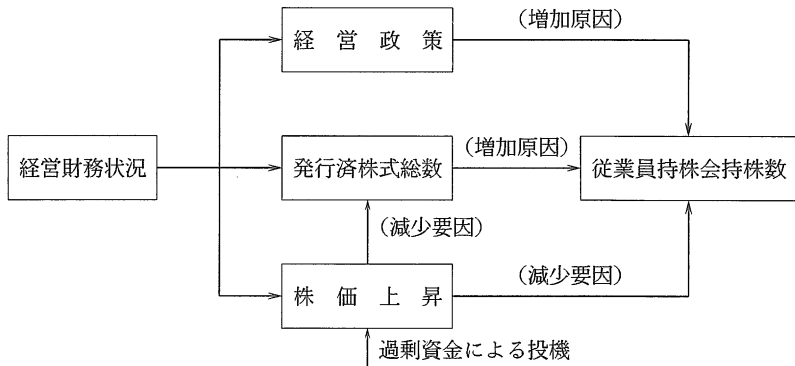 (増加原因)
経営政策
経営財務状況
発行済株式総数
(増加原因)
従業員持株会持株数
(減少要因)
株価上昇
(減少要因)
過剰資金による投機